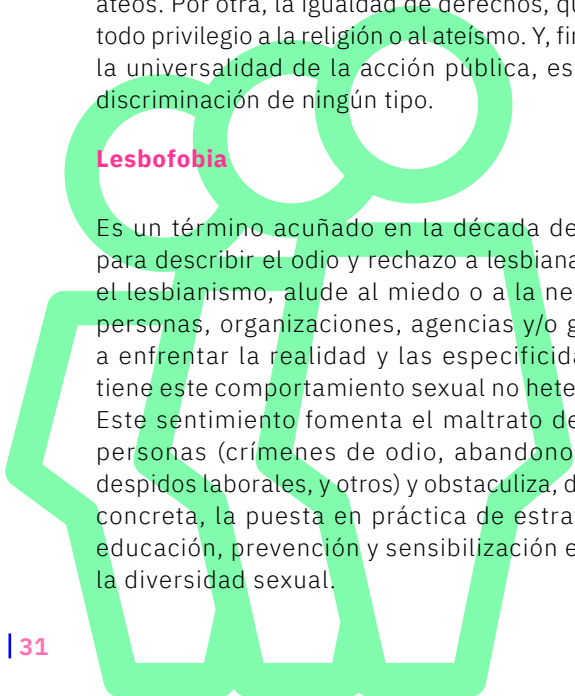 ateos. Por otra, la igualdad de derechos, qu
todo privilegio a la religión o al ateísmo. Y, fin
la universalidad de la acción pública, es
discriminación de ningún tipo.
Lesbofobia
Es un término acuñado en la década de
para describir el odio y rechazo a lesbiana
el lesbianismo, alude al miedo o a la ne
personas, organizaciones, agencias y/o g
a enfrentar la realidad y las especificida
tiene este comportamiento sexual no hete
Este sentimiento fomenta el maltrato de
personas (crímenes de odio, abandono
despidos laborales, y otros) y obstaculiza, d
concreta, la puesta en práctica de estrat
educación, prevención y sensibilización e
la diversidad sexual.
| 31